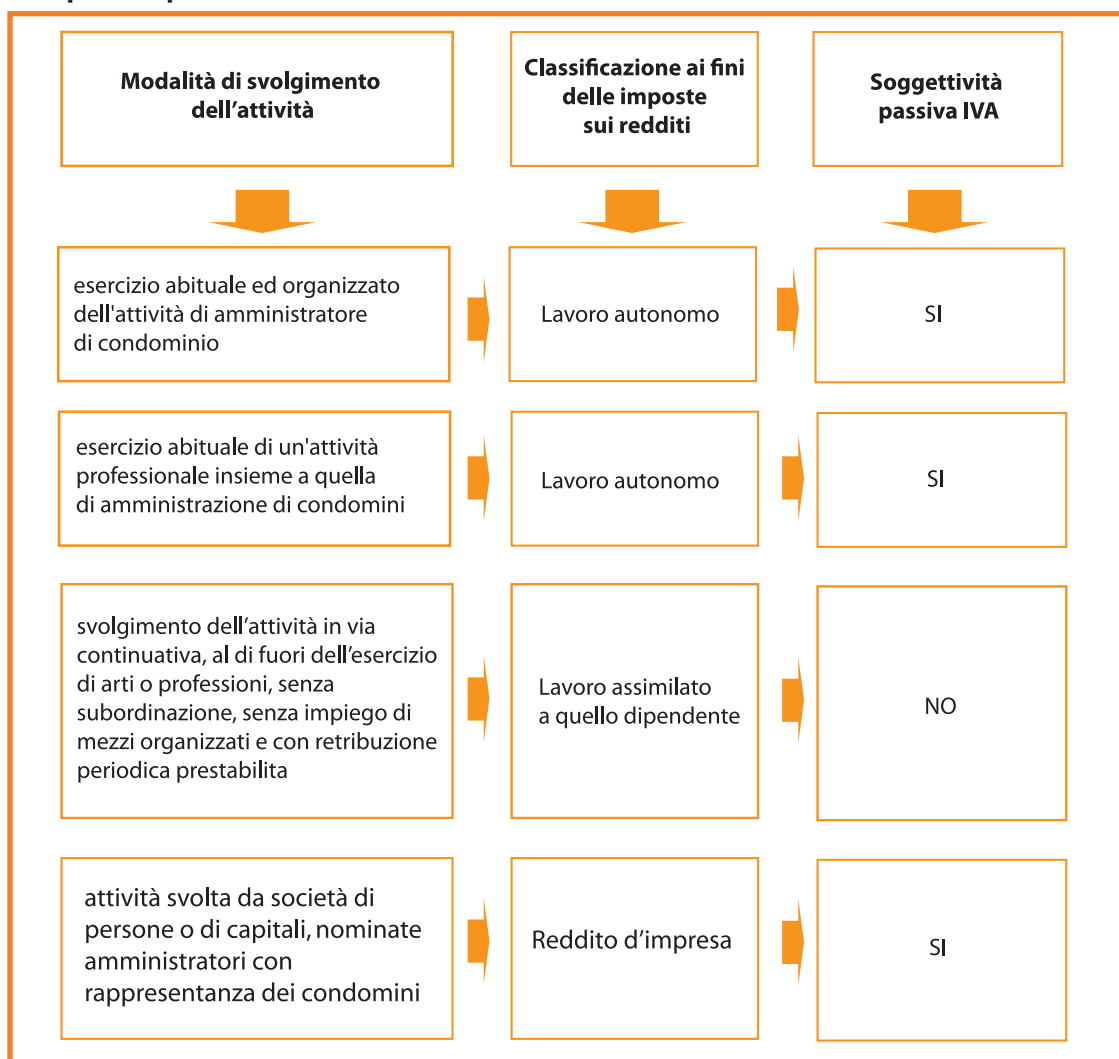 Modalità di svolgimento
dell'attività
Classificazione ai fini
delle imposte
sui redditi
Soggettività
passiva IVA
esercizio abituale ed organizzato
dell'attività di amministratore
di condominio
Lavoro autonomo
SI
esercizio abituale di un'attività
professionale insieme a quella
di amministrazione di condomini
Lavoro autonomo
SI
svolgimento dell'attività in via
continuativa, al di fuori dell'esercizio
di arti o professioni, senza
subordinazione, senza impiego di
mezzi organizzati e con retribuzione
periodica prestabilita
Lavoro assimilato
a quello dipendente
NO
attività svolta da società di
persone o di capitali, nominate
amministratori con
rappresentanza dei condomini
Reddito d'impresa
SI